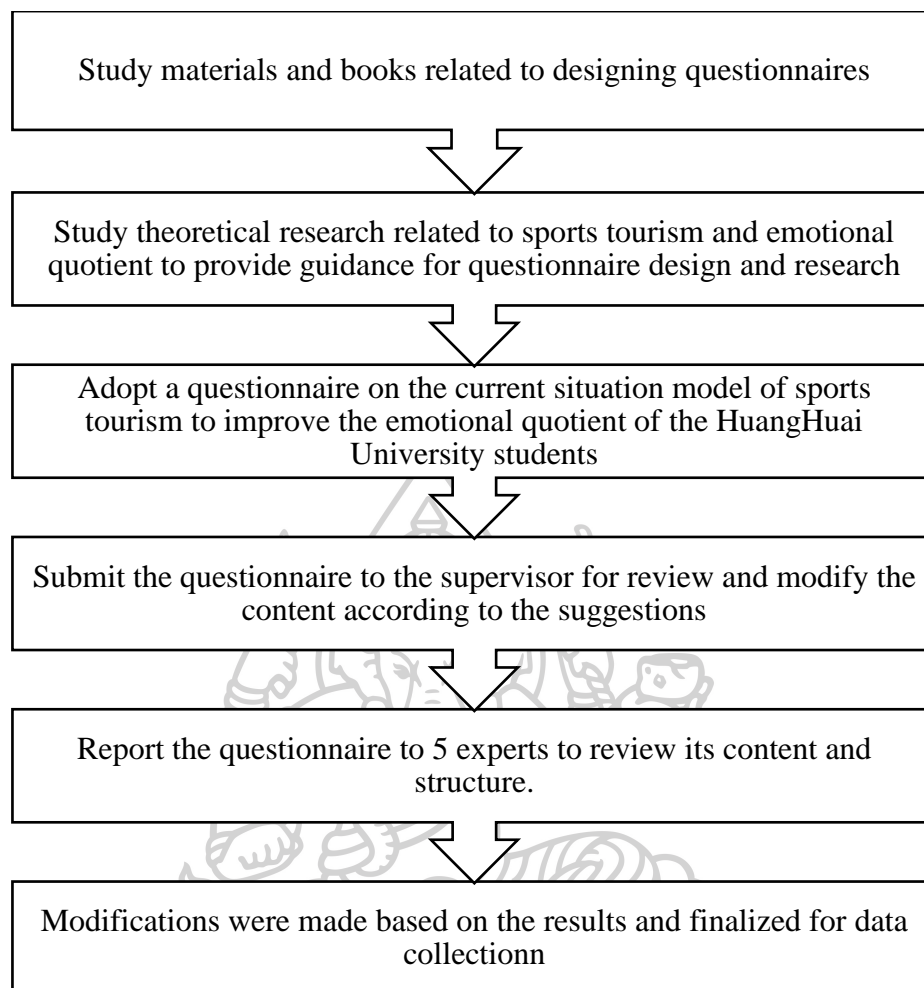 Study materials and books related to designing questionnaires
Study theoretical research related to sports tourism and emotional
quotient to provide guidance for questionnaire design and research
Adopt a questionnaire on the current situation model of sports
tourism to improve the emotional quotient of the HuangHuai
University students
Submit the questionnaire to the supervisor for review and modify the
content according to the suggestions
Report the questionnaire to 5 experts to review its content and
structure.
Modifications were made based on the results and finalized for data
collectionn